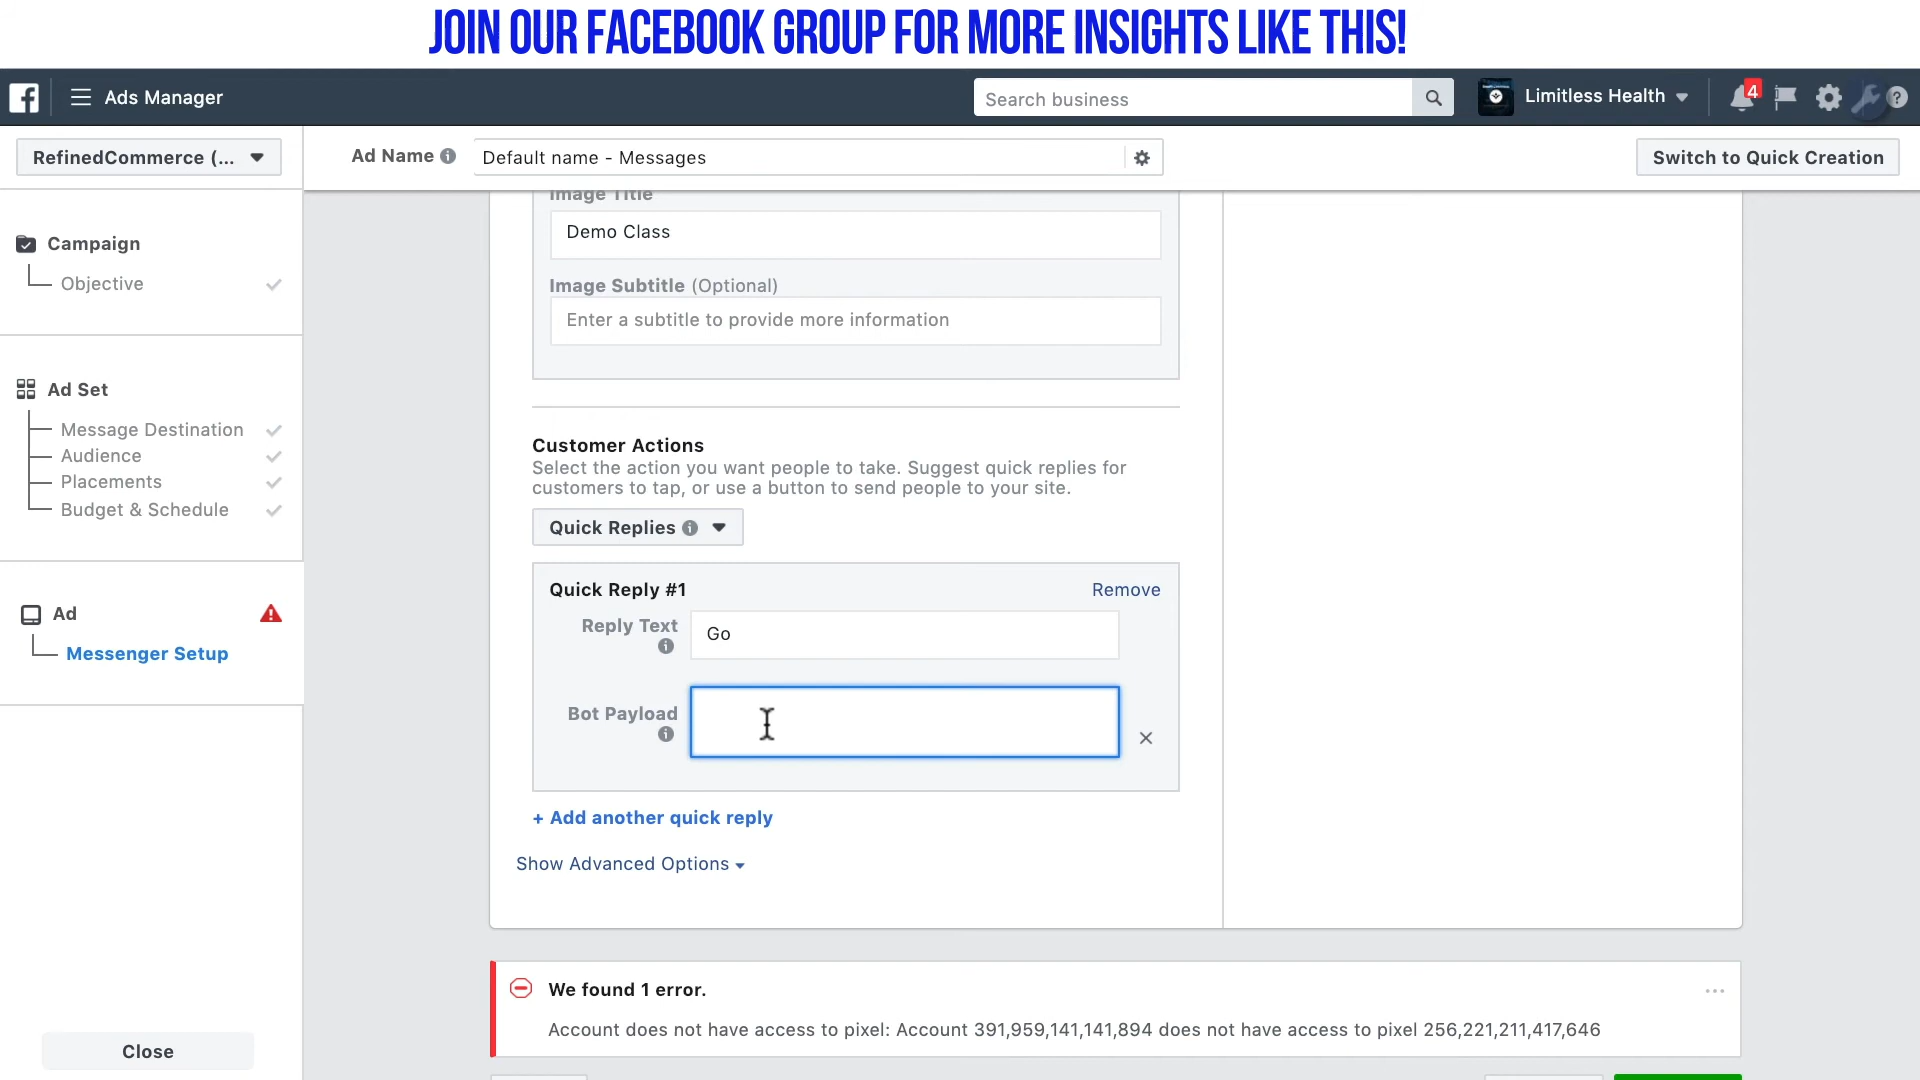 JOIN OUR FACEBOOK GROUP FOR MORE INSIGHTS LIKE THIS!
Ads Manager
Search business
Limitless Health
4
RefinedCommerce (...
Ad Name
Default name - Messages
Switch to Quick Creation
Campaign
Objective
Ad Set
Message Destination
Audience
Placements
Budget & Schedule
Ad
Messenger Setup
Close
Image Title
Demo Class
Image Subtitle (Optional)
Enter a subtitle to provide more information
Customer Actions
Select the action you want people to take. Suggest quick replies for
customers to tap, or use a button to send people to your site.
Quick Replies
Quick Reply #1
Remove
Reply Text
Go
Bot Payload
+ Add another quick reply
Show Advanced Options
We found 1 error.
Account does not have access to pixel: Account 391,959,141,141,894 does not have access to pixel 256,221,211,417,646